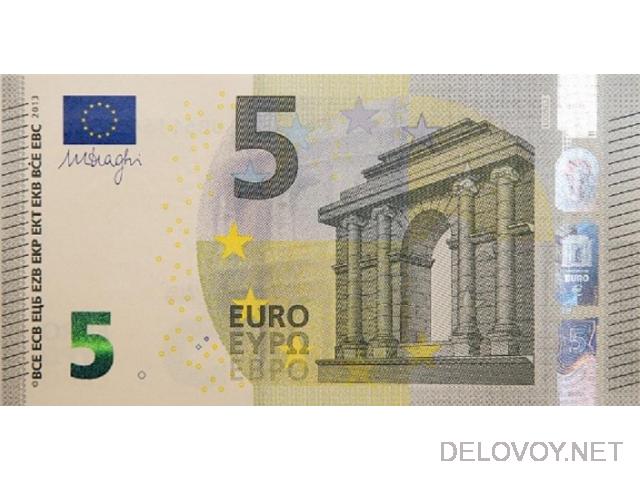 © BCE ECB ЕЦБ EZB EKP EKT EKB BĊE EBC 2013
MDraghi
5
5
EURO
ΕΥΡΩ
ЕВРО
EURO
€
5
DELOVOY.NET